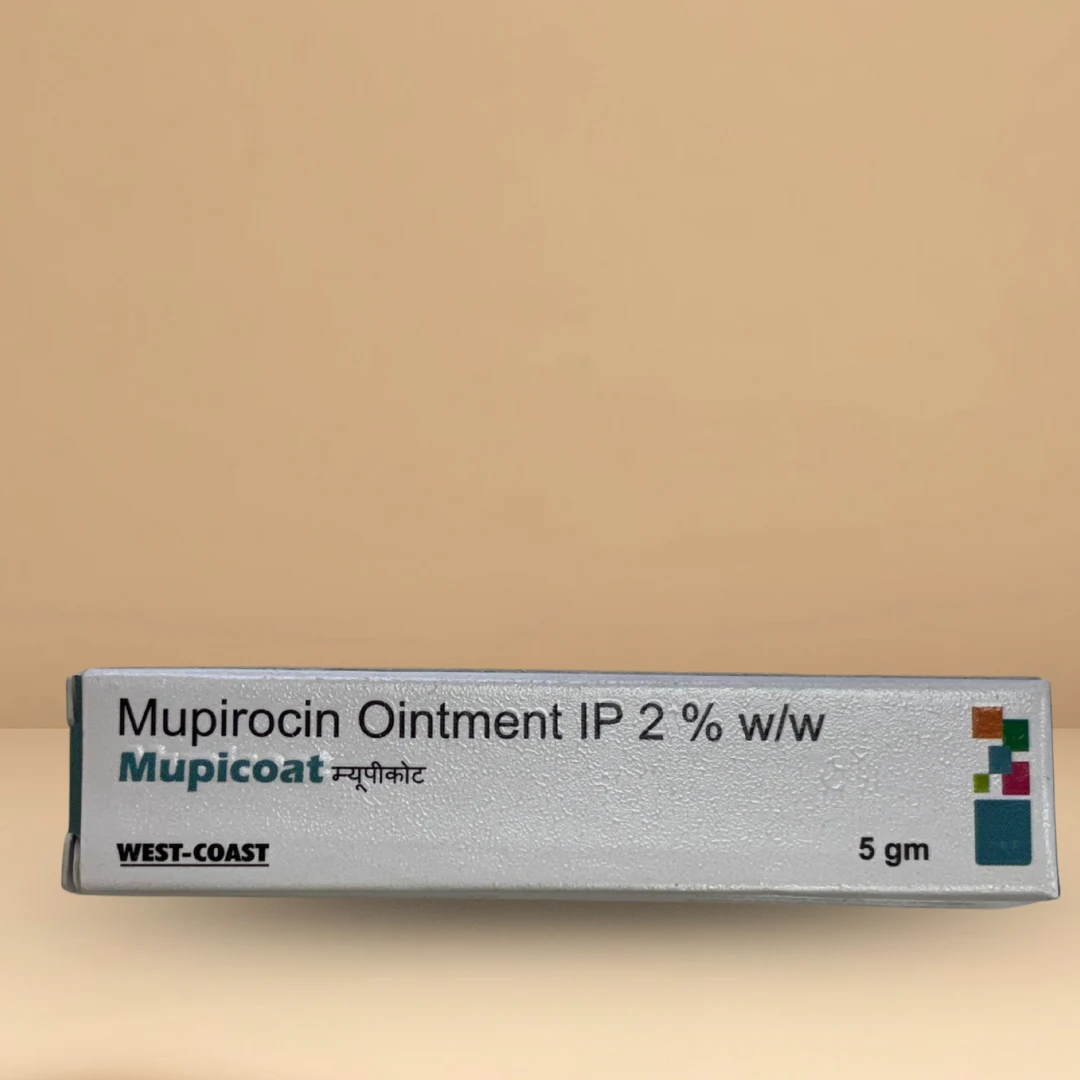 Mupirocin Ointment IP 2 % w/w
Mupicoat म्यूपीकोट
WEST-COAST
5 gm